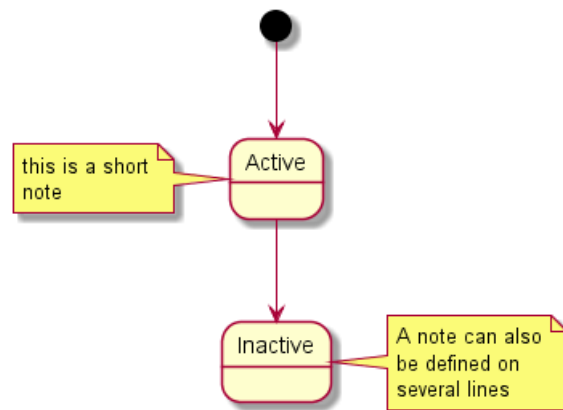 this is a short
note
Active
Inactive
A note can also
be defined on
several lines